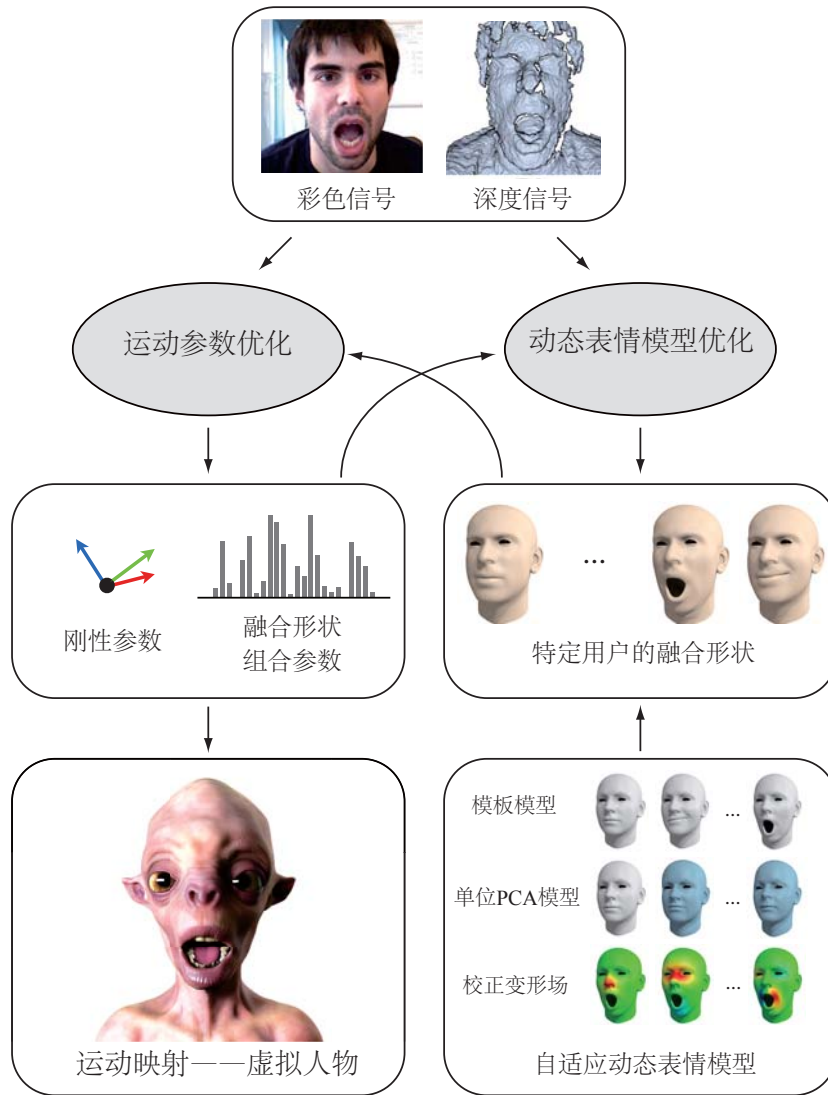 彩色信号
深度信号
运动参数优化
动态表情模型优化
刚性参数
融合形状
组合参数
...
特定用户的融合形状
运动映射——虚拟人物
模板模型
...
单位PCA模型
...
校正变形场
...
自适应动态表情模型